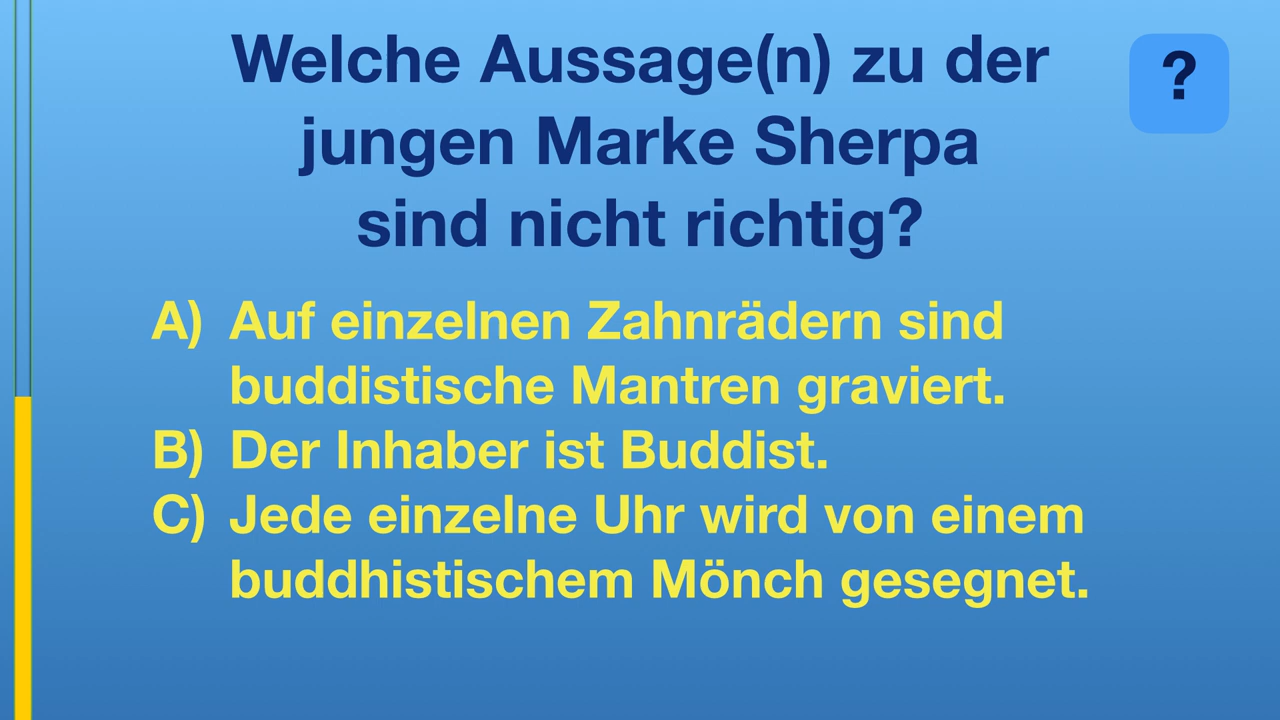 Welche Aussage(n) zu der
?
jungen Marke Sherpa
sind nicht richtig?
A) Auf einzelnen Zahnrädern sind
buddistische Mantren graviert.
B) Der Inhaber ist Buddist.
C) Jede einzelne Uhr wird von einem
buddhistischem Mönch gesegnet.